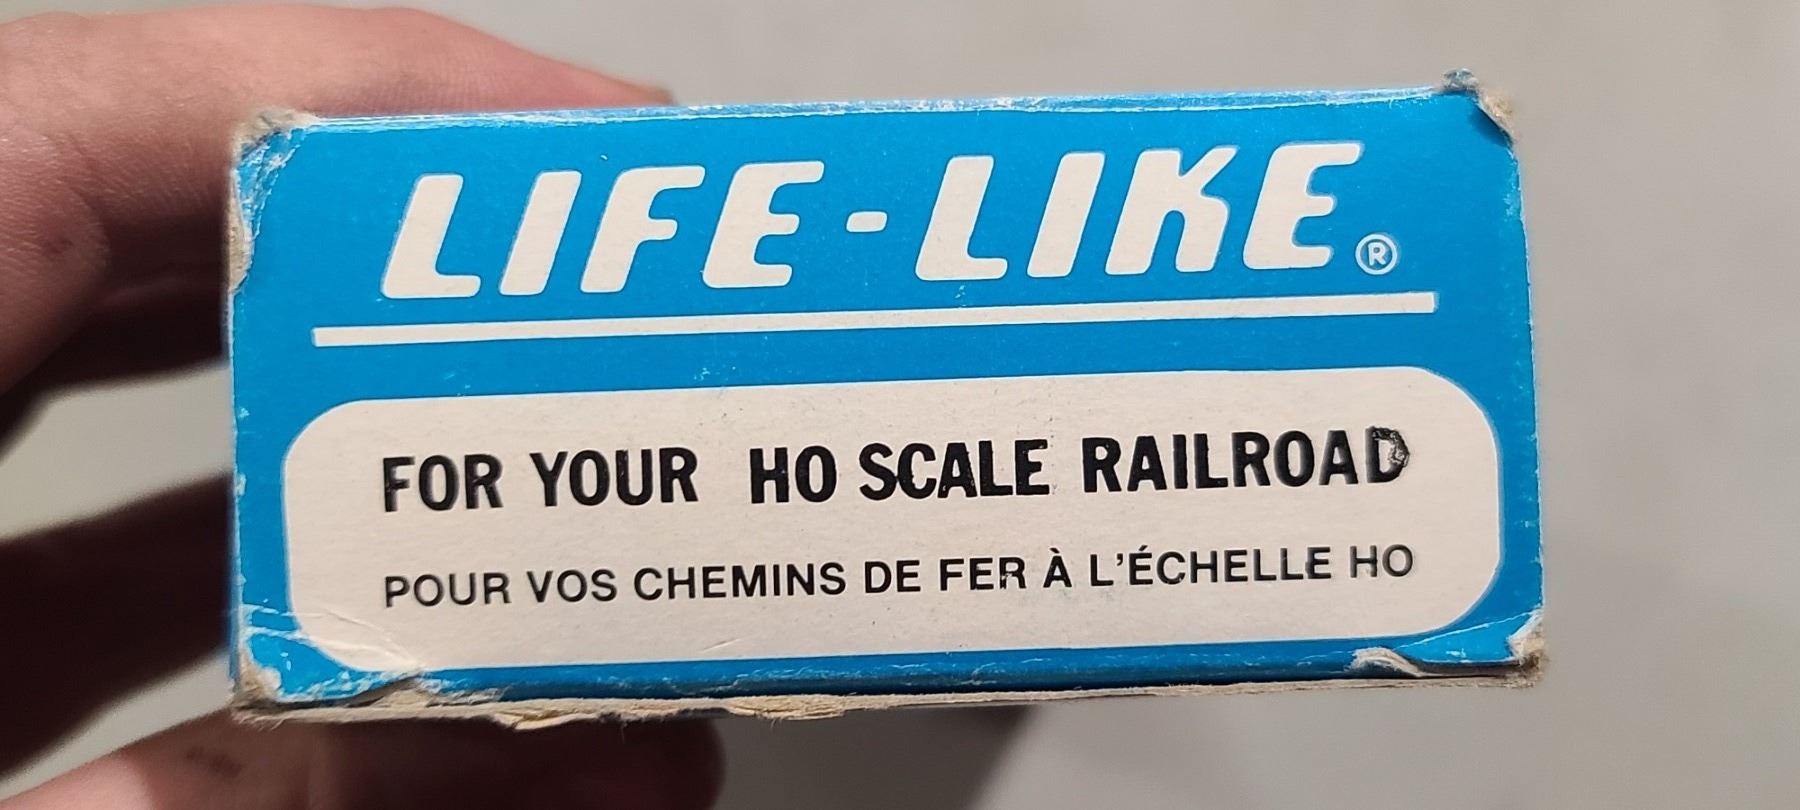 LIFE-LIKE®
FOR YOUR HO SCALE RAILROAD
POUR VOS CHEMINS DE FER À L'ÉCHELLE HO